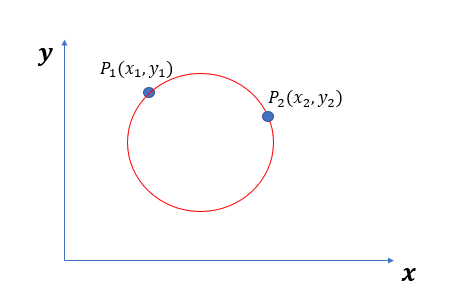 y
P₁(x₁, y₁)
P₂(x₂, y₂)
x